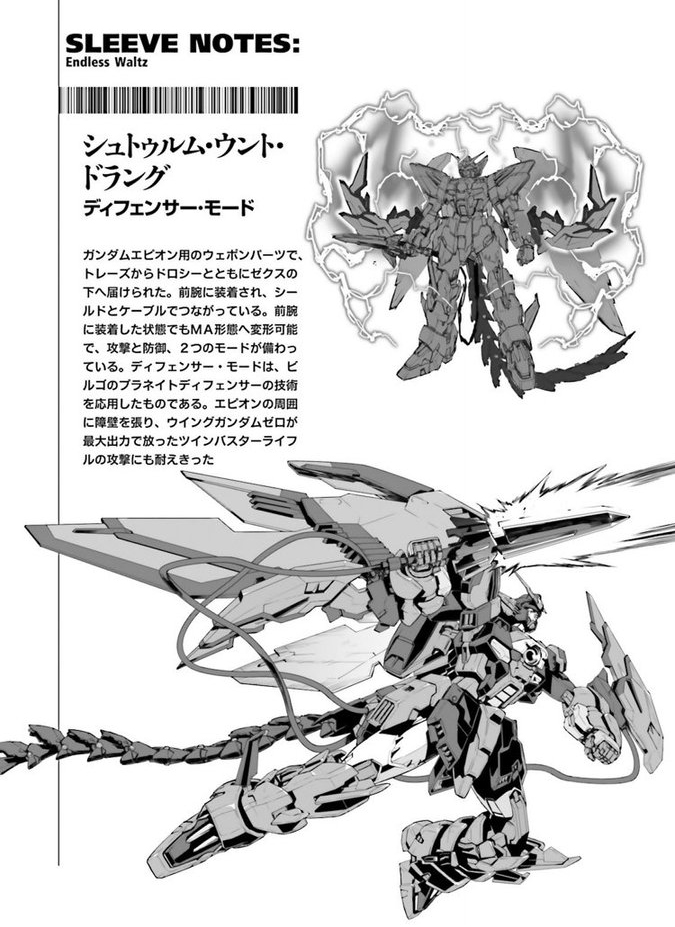 SLEEVE NOTES:
Endless Waltz
シュトゥルム・ウント・
ドラング
ディフェンサー・モード
ガンダムエピオン用のウェポンパーツで、
トレーズからドロシーとともにゼクスの
下へ届けられた。前腕に装着され、シー
ルドとケーブルでつながっている。前腕
に装着した状態でもMA形態へ変形可能
で、攻撃と防御、2つのモードが備わっ
ている。ディフェンサー・モードは、ビ
ルゴのプラネイトディフェンサーの技術
を応用したものである。エピオンの周囲
に障壁を張り、ウイングガンダムゼロが
最大出力で放ったツインバスターライフ
ルの攻撃にも耐えきった